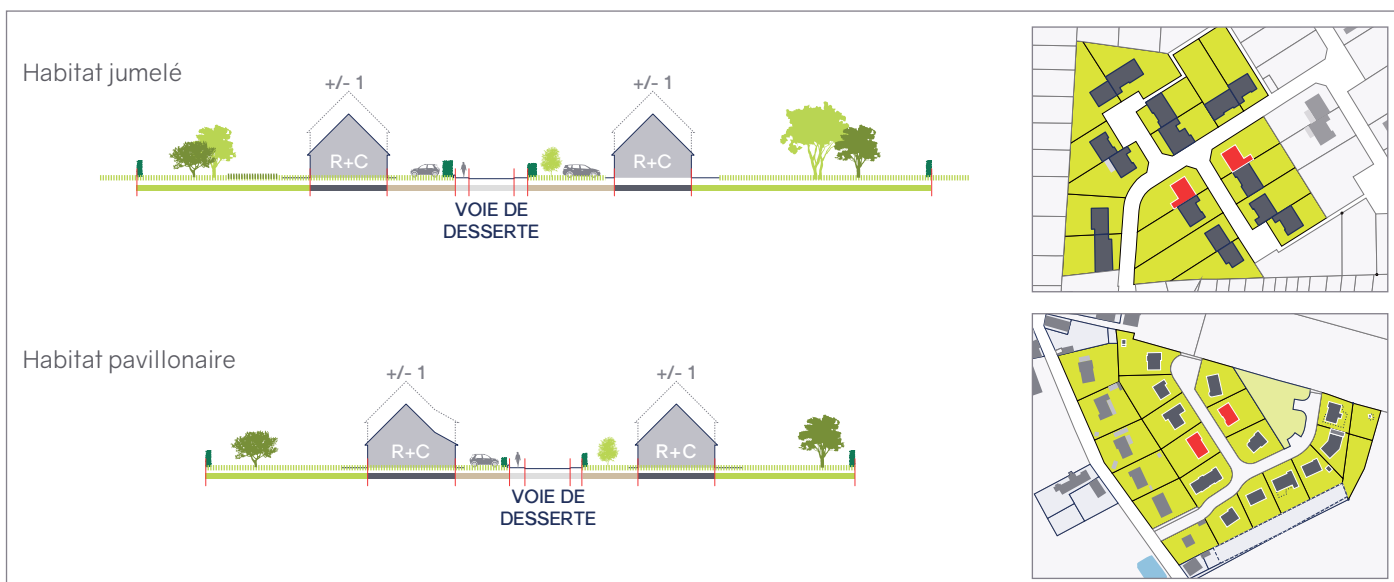 Habitat jumelé
+/- 1
+/- 1
R+C
R+C
VOIE DE
DESSERTE
Habitat pavillonaire
+/- 1
+/- 1
R+C
R+C
VOIE DE
DESSERTE